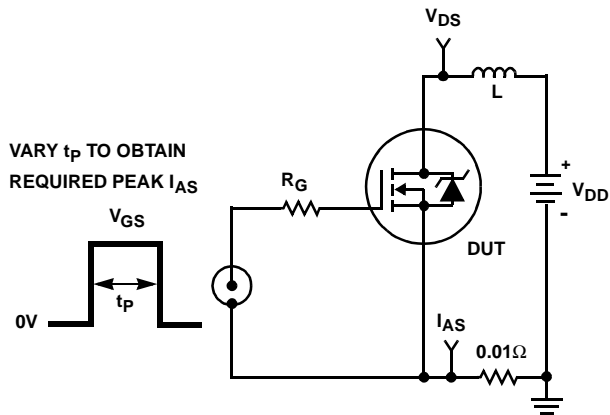 V_DS
L
VARY t_P TO OBTAIN
REQUIRED PEAK I_AS
R_G
+
V_DD
-
V_GS
DUT
t_P
0V
I_AS
0.01Ω